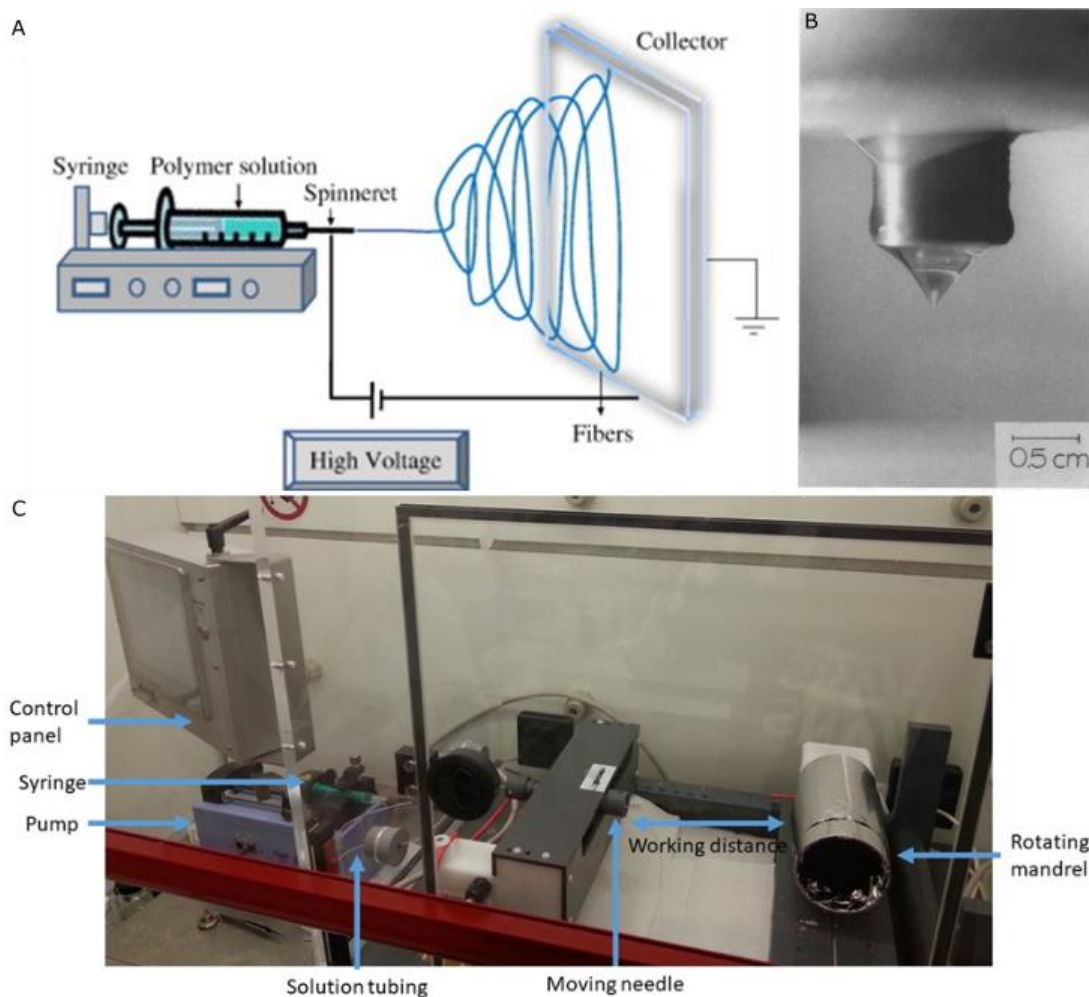 A
B
Collector
Syringe Polymer solution
Spinneret
Fibers
High Voltage
0.5 cm
C
Control
panel
Syringe
Pump
Working distance
Rotating
mandrel
Solution tubing
Moving needle